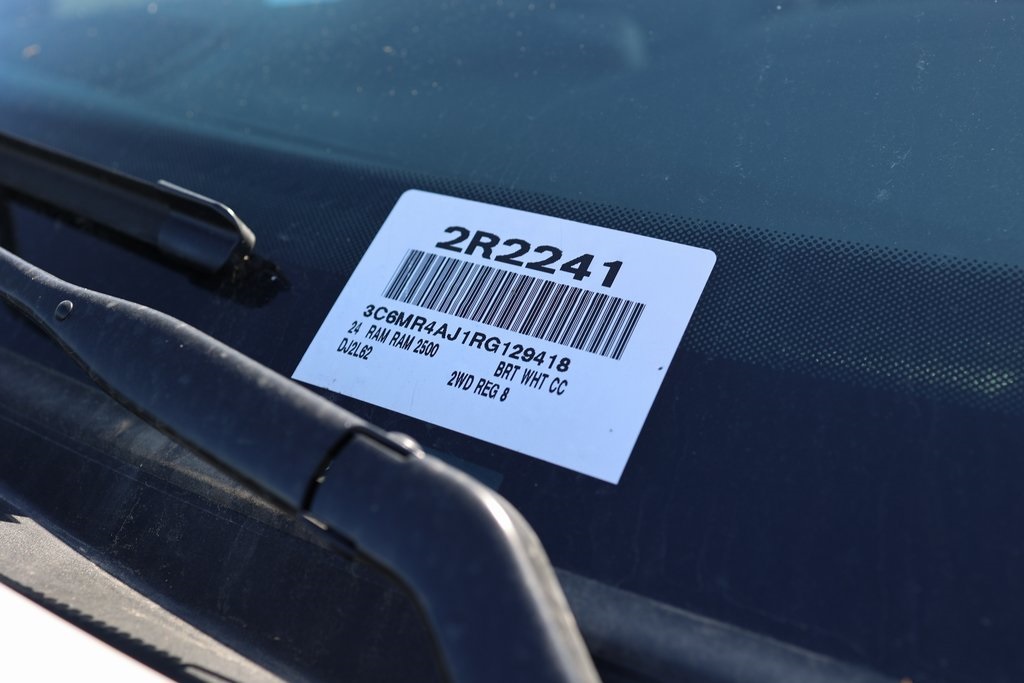 2R2241
3C6MR4AJ1RG129418
24 RAM RAM 2500
DJ2L62
BRT WHT CC
2WD REG 8